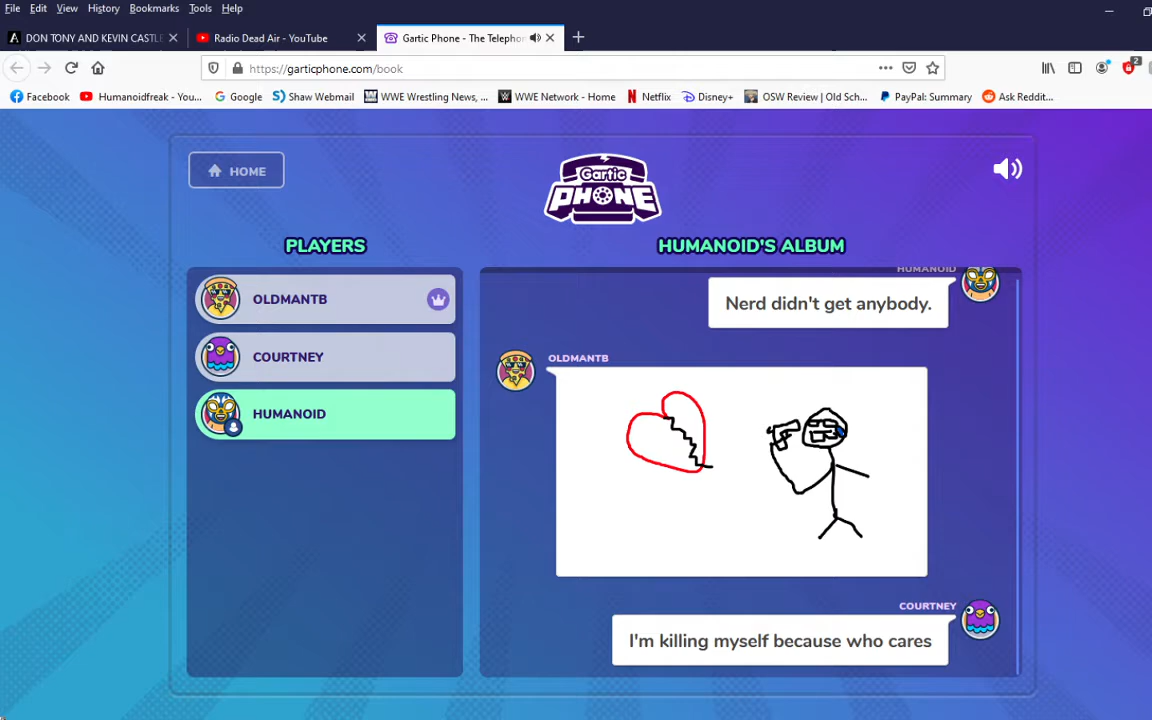 File Edit View History Bookmarks Tools Help
DON TONY AND KEVIN CASTLE
Radio Dead Air - YouTube
Gartic Phone - The Telephon
https://garticphone.com/book
2
Facebook
Humanoidfreak - You...
Google
Shaw Webmail
WWE Wrestling News, ...
WWE Network - Home
Netflix
Disney+
OSW Review | Old Sch...
PayPal: Summary
Ask Reddit...
HOME
Gartic
PHONE
PLAYERS
HUMANOID'S ALBUM
OLDMANTB
COURTNEY
HUMANOID
HUMANOID
Nerd didn't get anybody.
OLDMANTB
COURTNEY
I'm killing myself because who cares